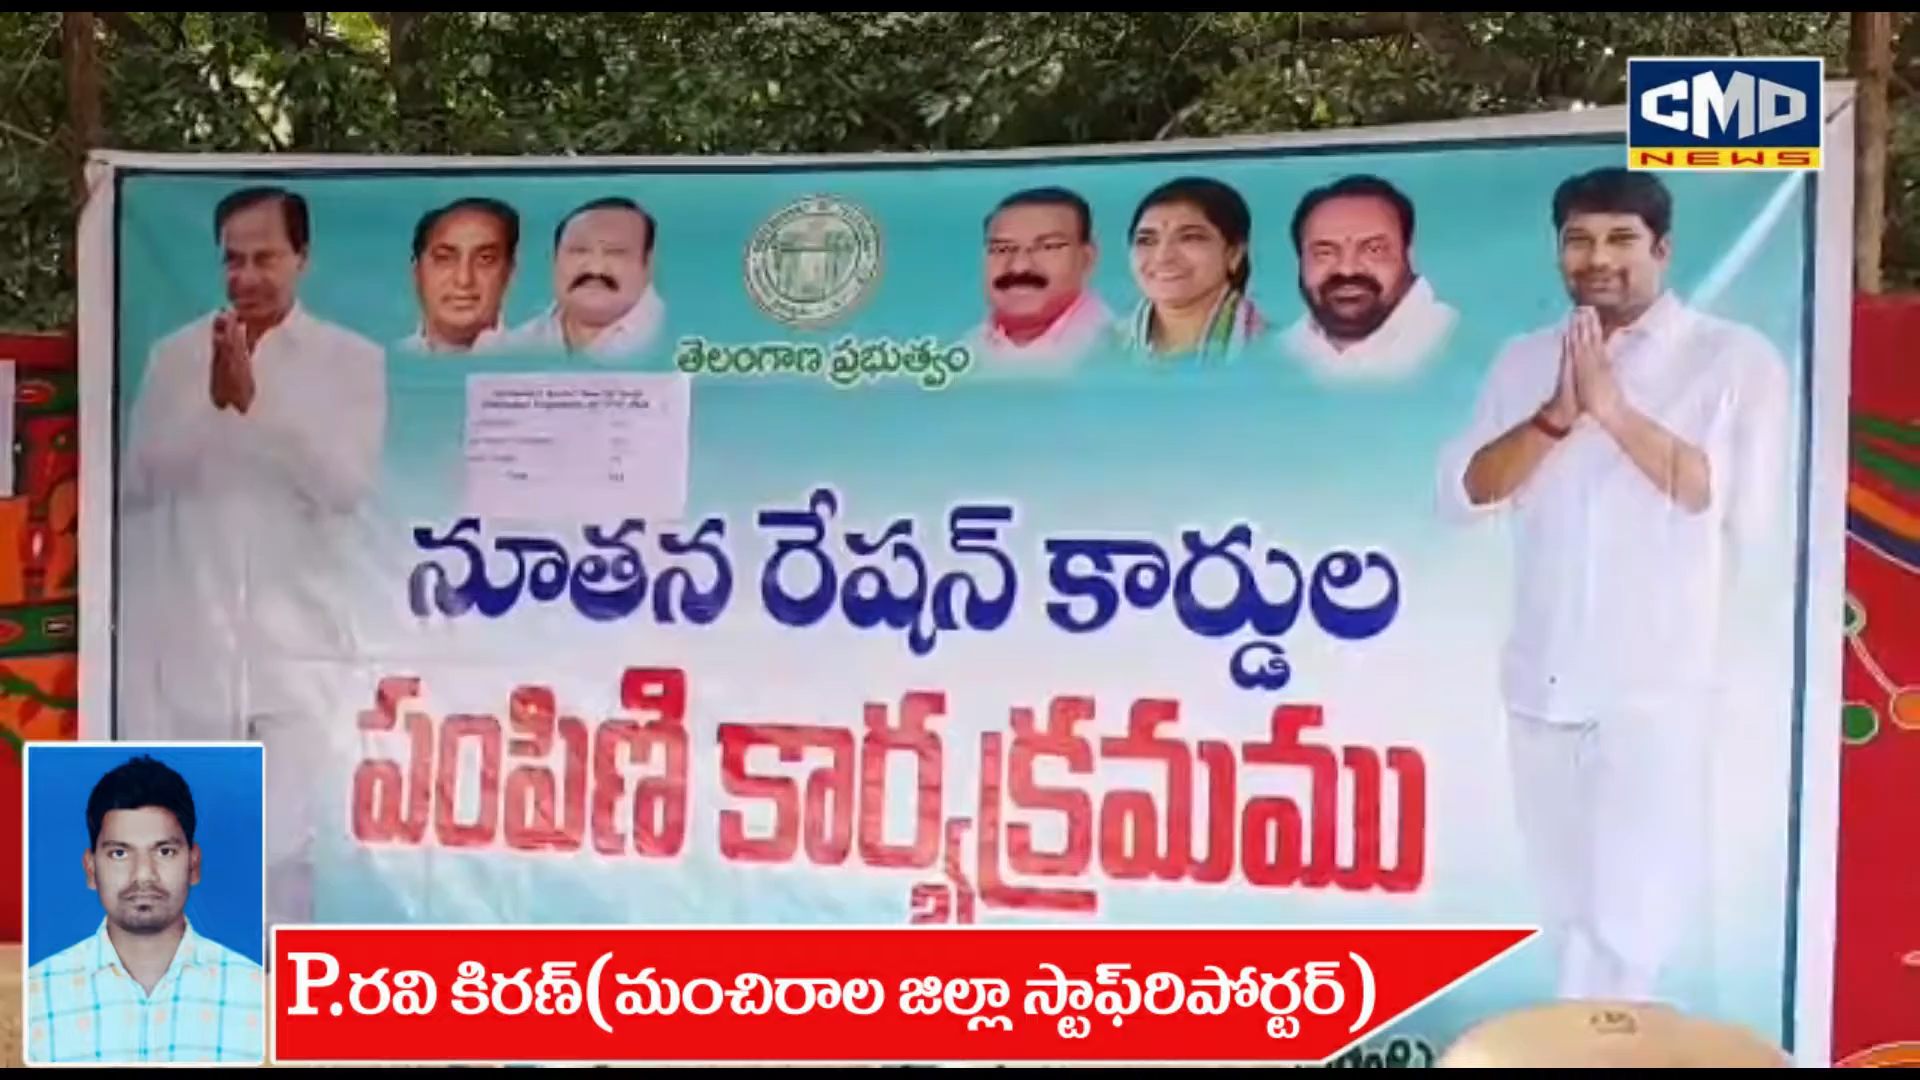 CMD
NEWS
తెలంగాణ ప్రభుత్వం
నూతన రేషన్ కార్డుల
పంపిణి కార్యక్రమము
P.రవి కిరణ్(మంచిరాల జిల్లా స్టాఫ్‌రిపోర్టర్)